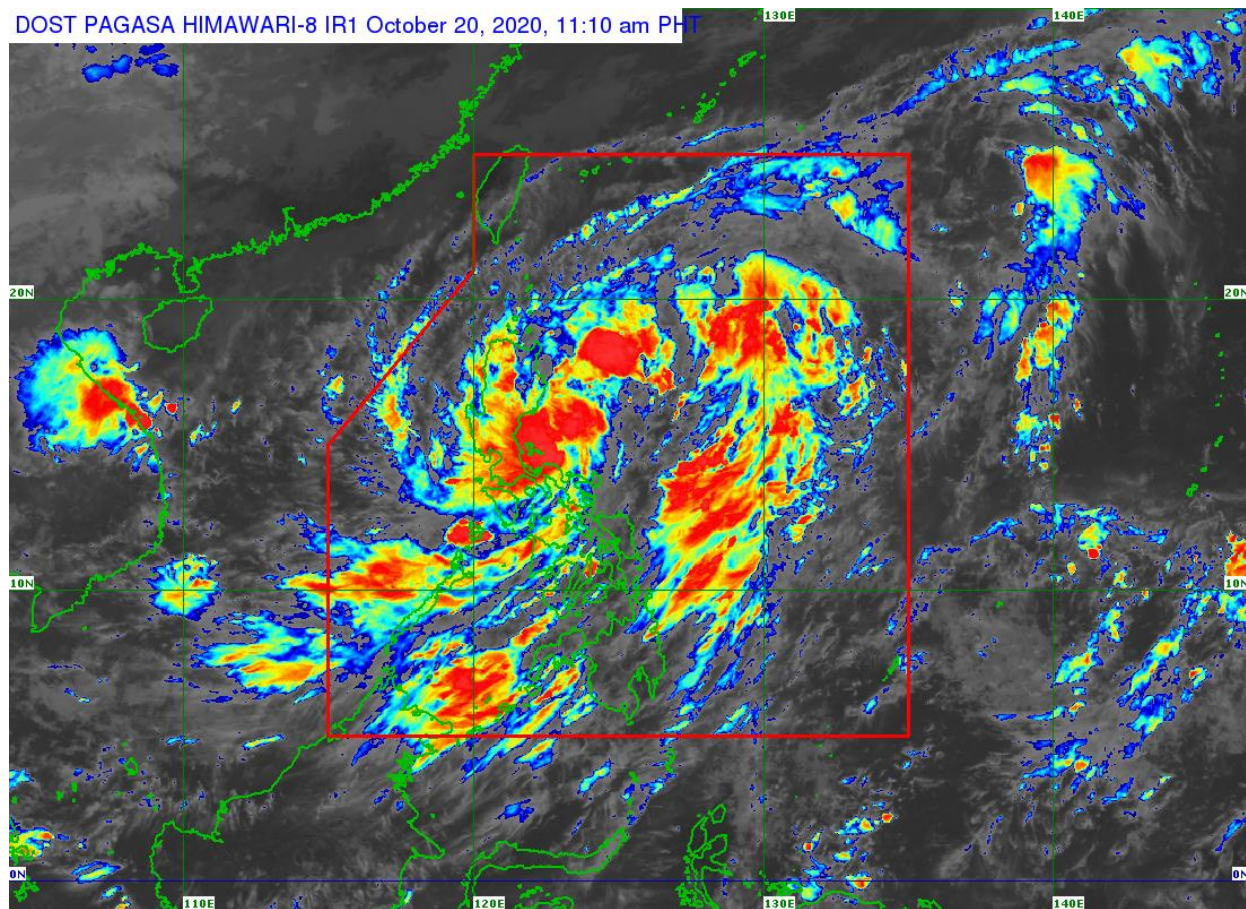 DOST PAGASA HIMAWARI-8 IR1 October 20, 2020, 11:10 am PHT
130E 140E
20N 20N
10N 10N
0N 0N
110E 120E 130E 140E